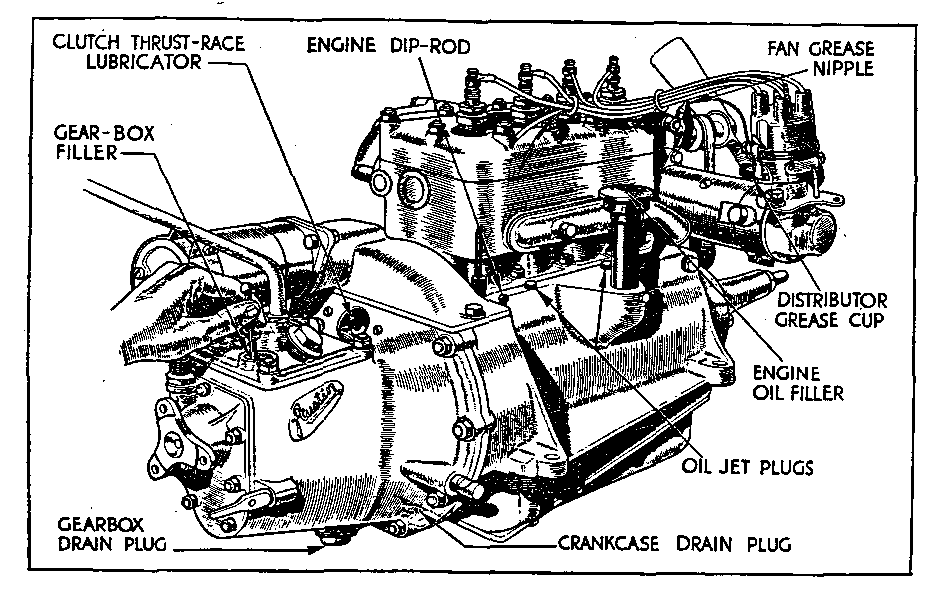 CLUTCH THRUST-RACE
LUBRICATOR
ENGINE DIP-ROD
FAN GREASE
NIPPLE
GEAR-BOX
FILLER
DISTRIBUTOR
GREASE CUP
ENGINE
OIL FILLER
Austin
OIL JET PLUGS
GEARBOX
DRAIN PLUG
CRANKCASE DRAIN PLUG